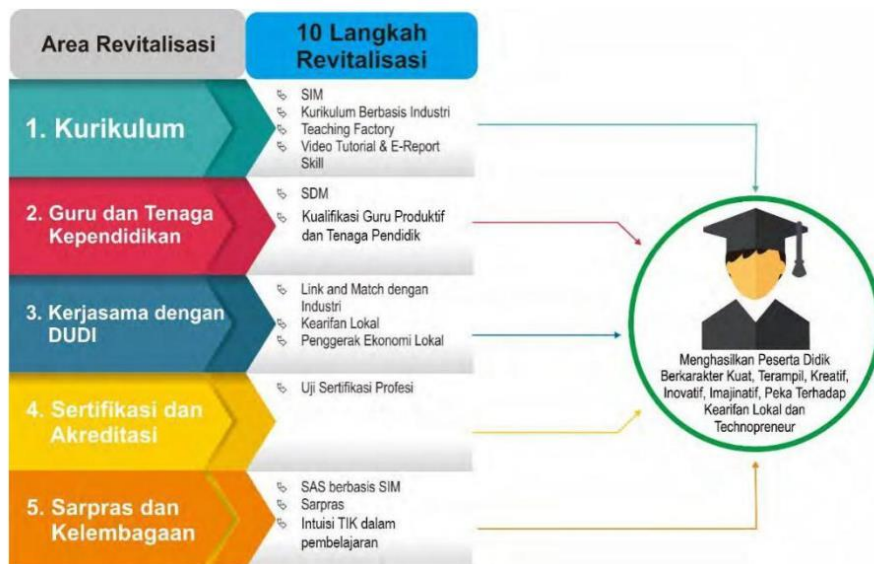 Area Revitalisasi
10 Langkah
Revitalisasi
1. Kurikulum
SIM
Kurikulum Berbasis Industri
Teaching Factory
Video Tutorial & E-Report
Skill
2. Guru dan Tenaga
Kependidikan
SDM
Kualifikasi Guru Produktif
dan Tenaga Pendidik
3. Kerjasama dengan
DUDI
Link and Match dengan
Industri
Kearifan Lokal
Penggerak Ekonomi Lokal
4. Sertifikasi dan
Akreditasi
Uji Sertifikasi Profesi
5. Sarpras dan
Kelembagaan
SAS berbasis SIM
Sarpras
Intuisi TIK dalam
pembelajaran
Menghasilkan Peserta Didik
Berkarakter Kuat, Terampil, Kreatif,
Inovatif, Imajinatif, Peka Terhadap
Kearifan Lokal dan
Technopreneur